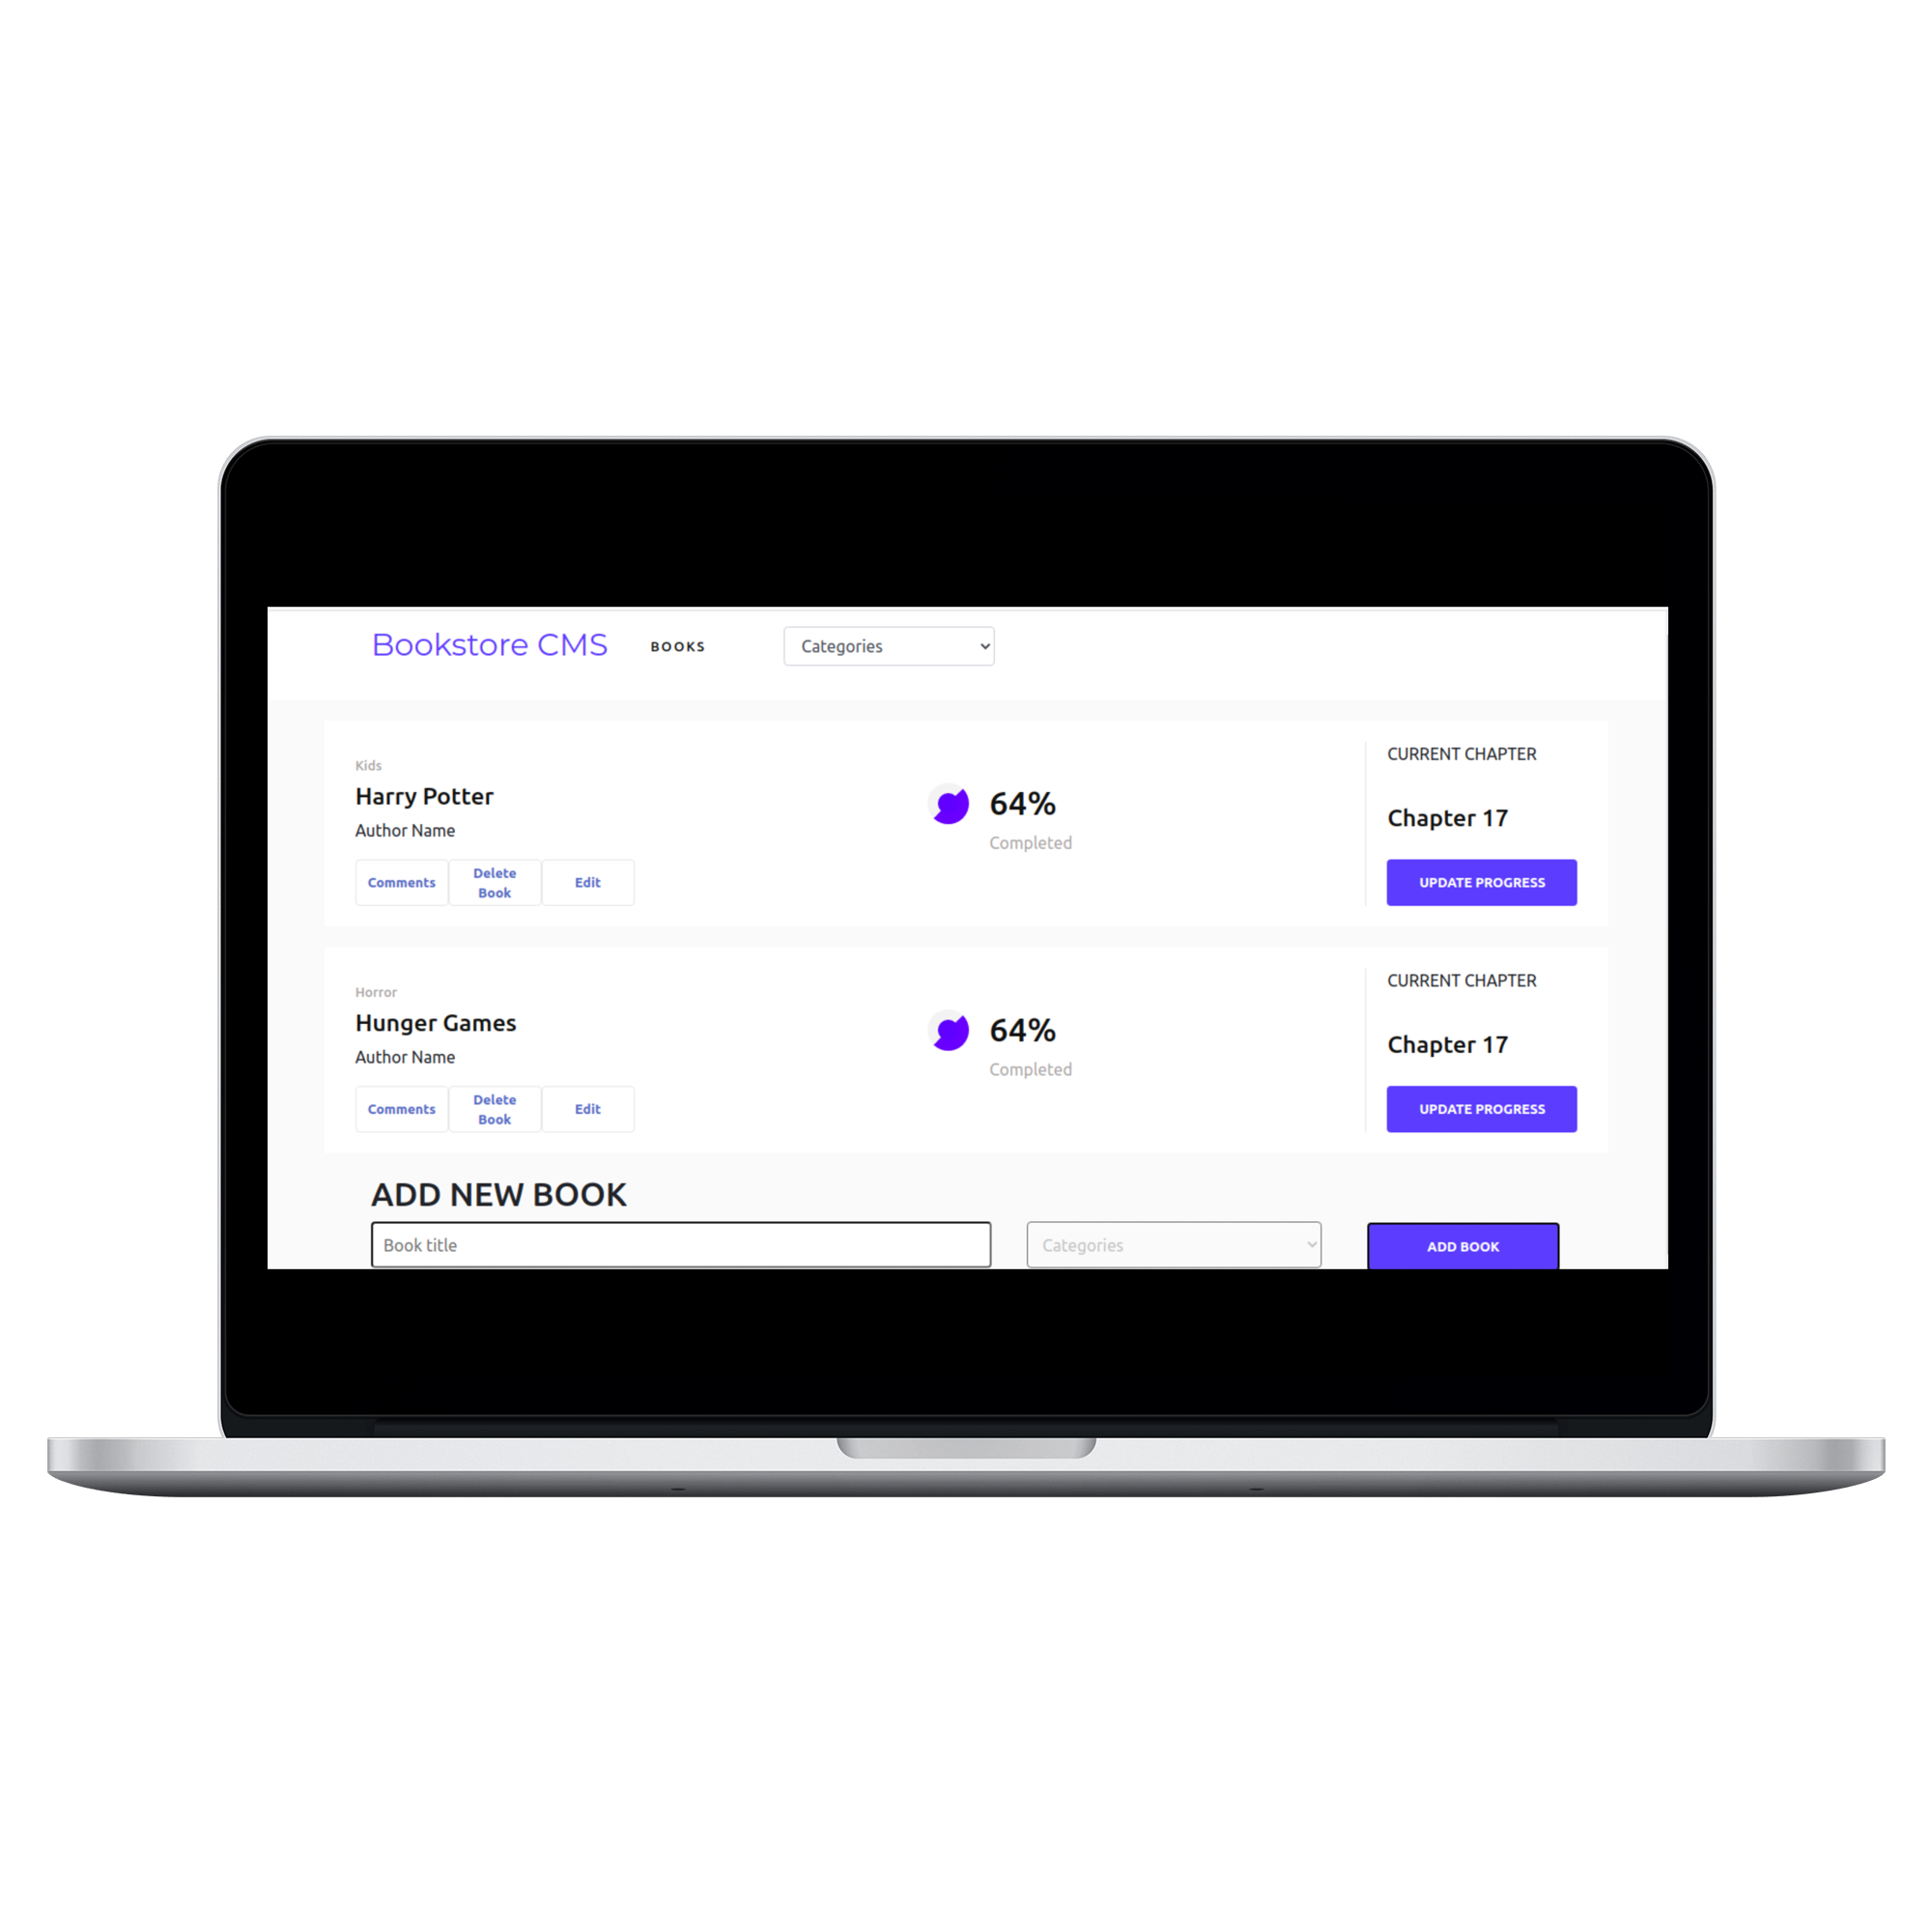 Bookstore CMS BOOKS Categories
Kids
Harry Potter
Author Name
Comments
Delete
Book
Edit
64%
Completed
CURRENT CHAPTER
Chapter 17
UPDATE PROGRESS
Horror
Hunger Games
Author Name
Comments
Delete
Book
Edit
64%
Completed
CURRENT CHAPTER
Chapter 17
UPDATE PROGRESS
ADD NEW BOOK
Book title
Categories
ADD BOOK